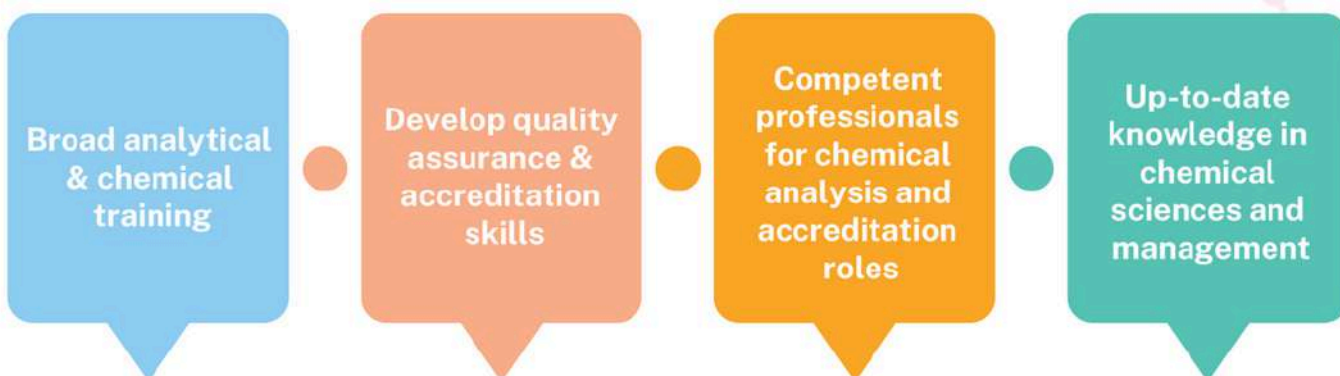 Broad analytical
& chemical
training
Develop quality
assurance &
accreditation
skills
Competent
professionals
for chemical
analysis and
accreditation
roles
Up-to-date
knowledge in
chemical
sciences and
management